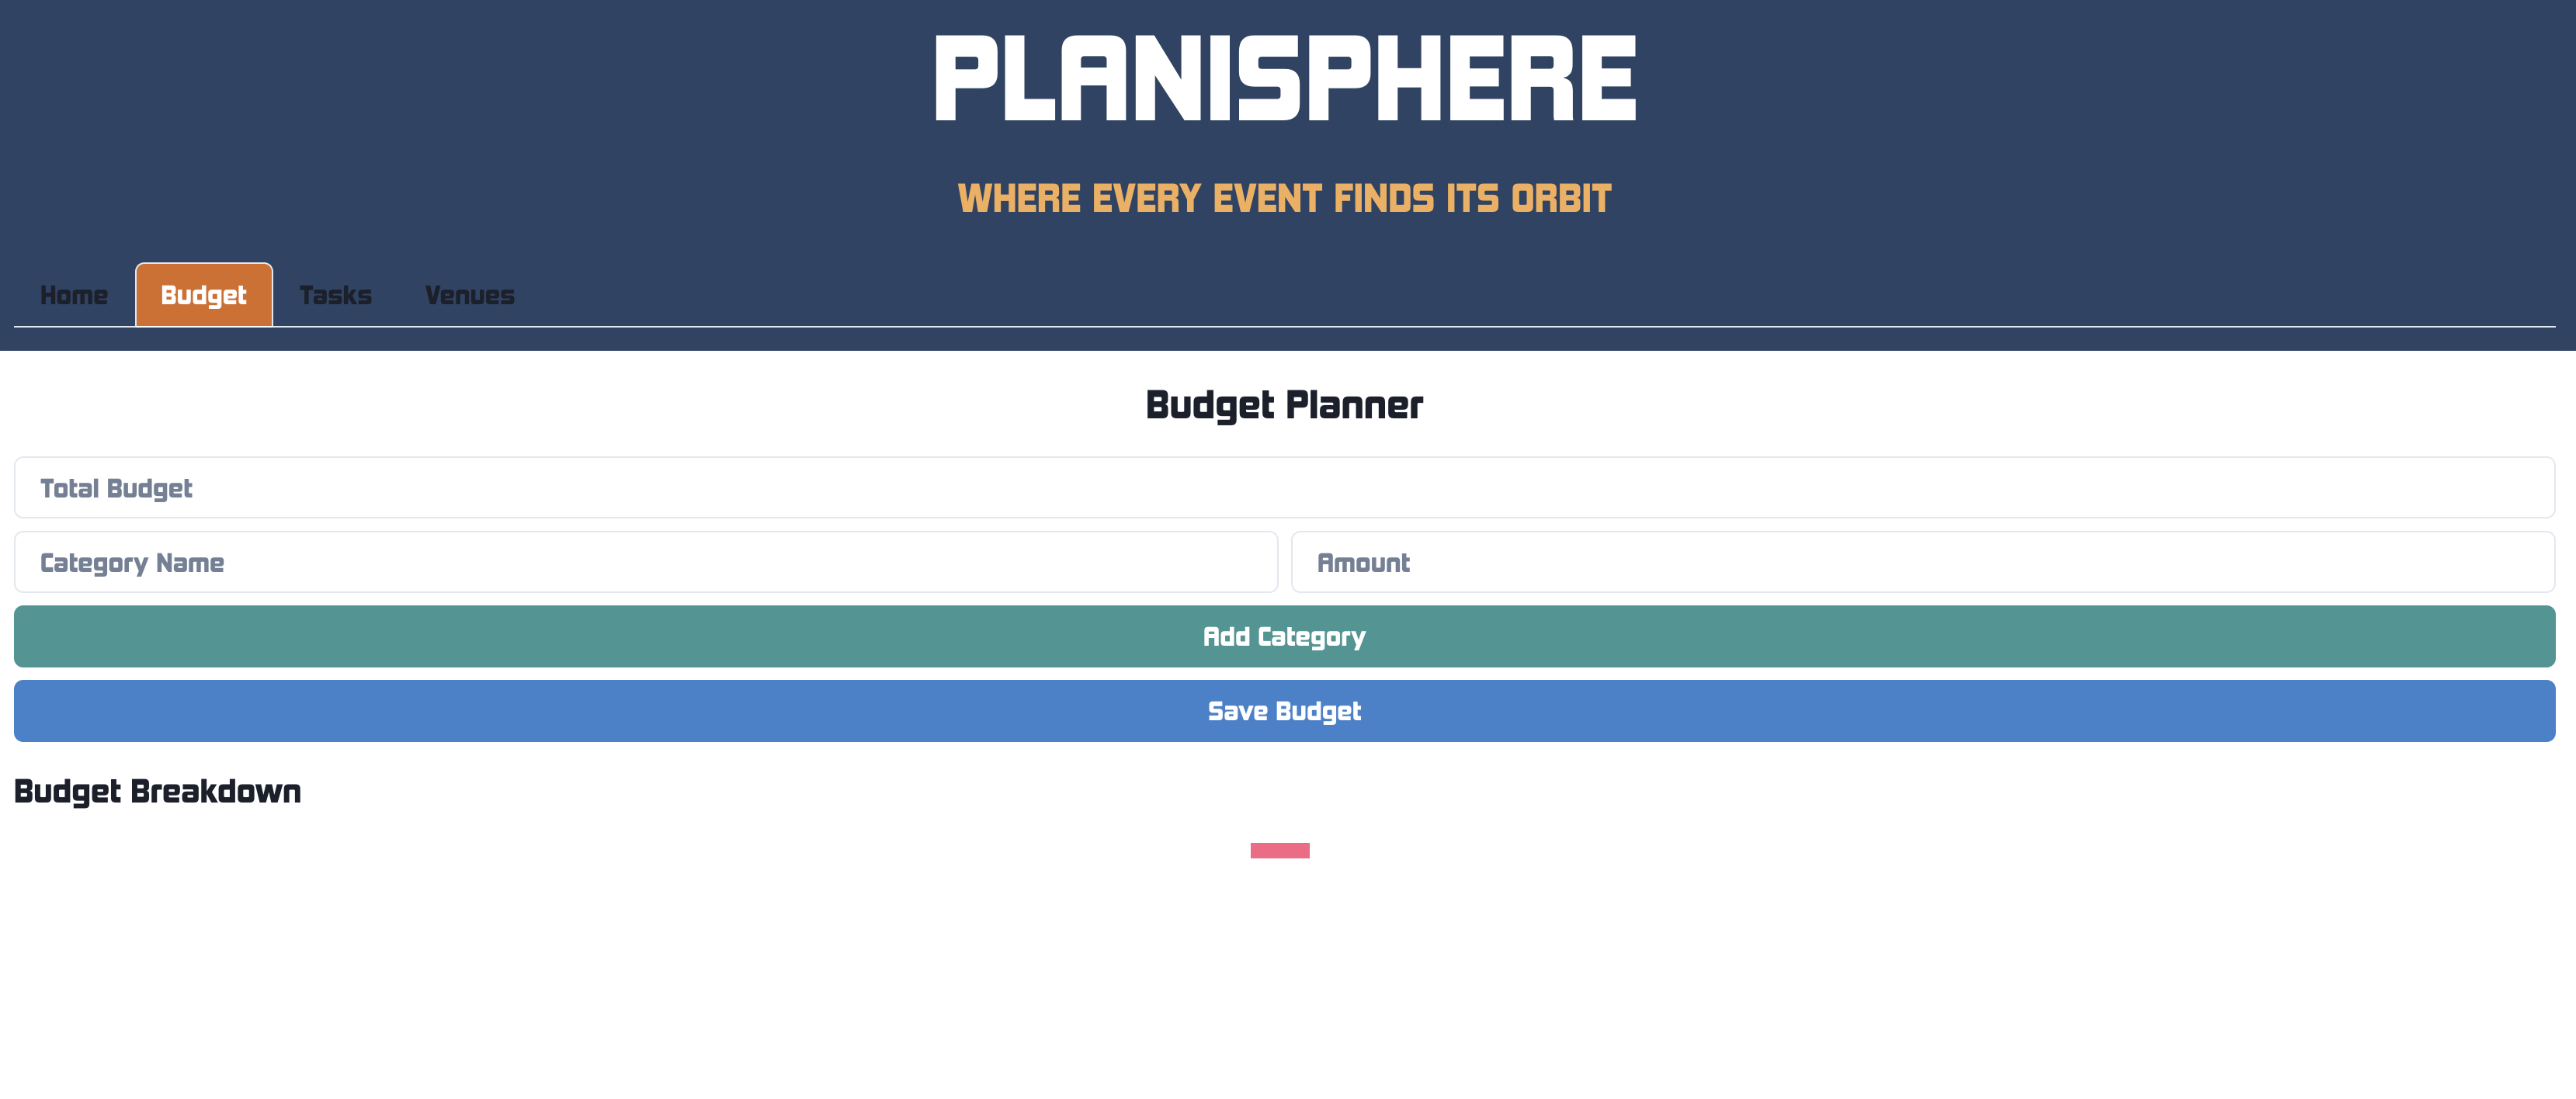 PLANISPHERE
WHERE EVERY EVENT FINDS ITS ORBIT
Home Budget Tasks Venues
Budget Planner
Total Budget
Category Name Amount
Add Category
Save Budget
Budget Breakdown